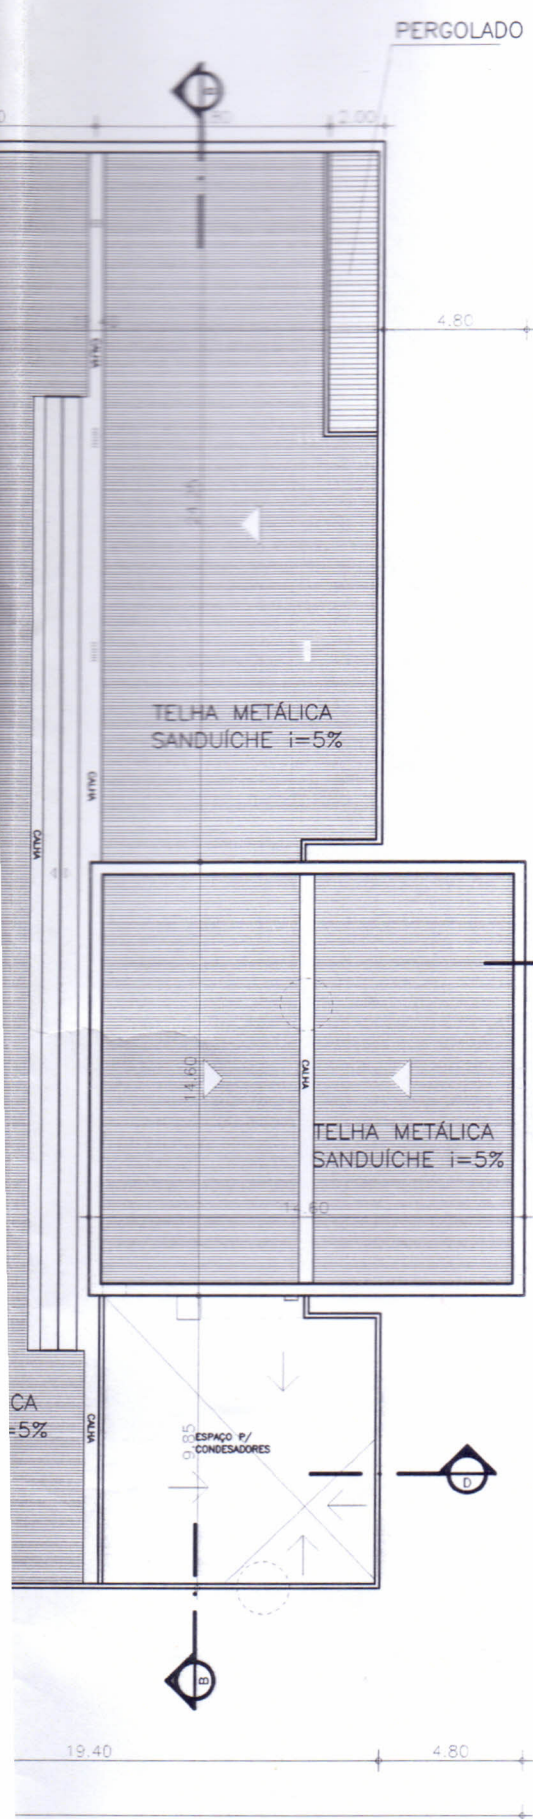 PERGOLADO
B
2.00
4.80
CALHA
TELHA METÁLICA
SANDUÍCHE i=5%
CALHA
CALHA
14.60
CALHA
TELHA METÁLICA
SANDUÍCHE i=5%
14.60
CA
=5%
CALHA
9.85
ESPAÇO P/
CONDESADORES
D
B
19.40
4.80